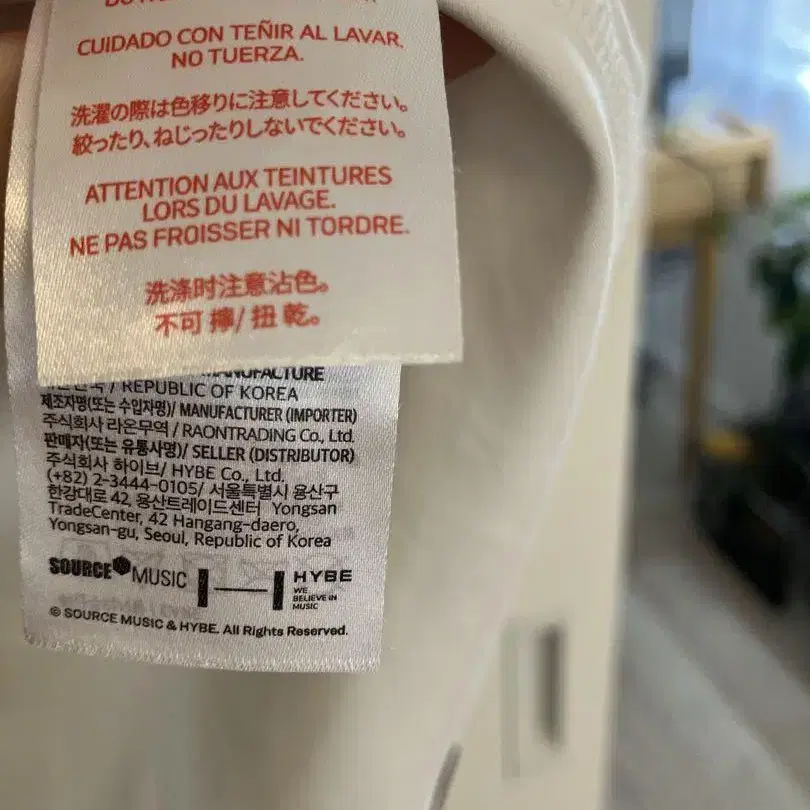 CUIDADO CON TEÑIR AL LAVAR,
NO TUERZA.
洗濯の際は色移りに注意してください。
絞ったり、ねじったりしないでください。
ATTENTION AUX TEINTURES
LORS DU LAVAGE.
NE PAS FROISSER NI TORDRE.
洗涤时注意沾色。
不可 擰/ 扭 乾。
MANUFACTURE
/ REPUBLIC OF KOREA
제조자명(또는 수입자명)/ MANUFACTURER (IMPORTER)
주식회사 라온무역 / RAONTRADING Co., Ltd.
판매자(또는 유통사명)/ SELLER (DISTRIBUTOR)
주식회사 하이브/ HYBE Co., Ltd.
(+82) 2-3444-0105/ 서울특별시 용산구
한강대로 42, 용산트레이드센터 Yongsan
TradeCenter, 42 Hangang-daero,
Yongsan-gu, Seoul, Republic of Korea
SOURCE MUSIC
HYBE
WE
BELIEVE IN
MUSIC
© SOURCE MUSIC & HYBE. All Rights Reserved.